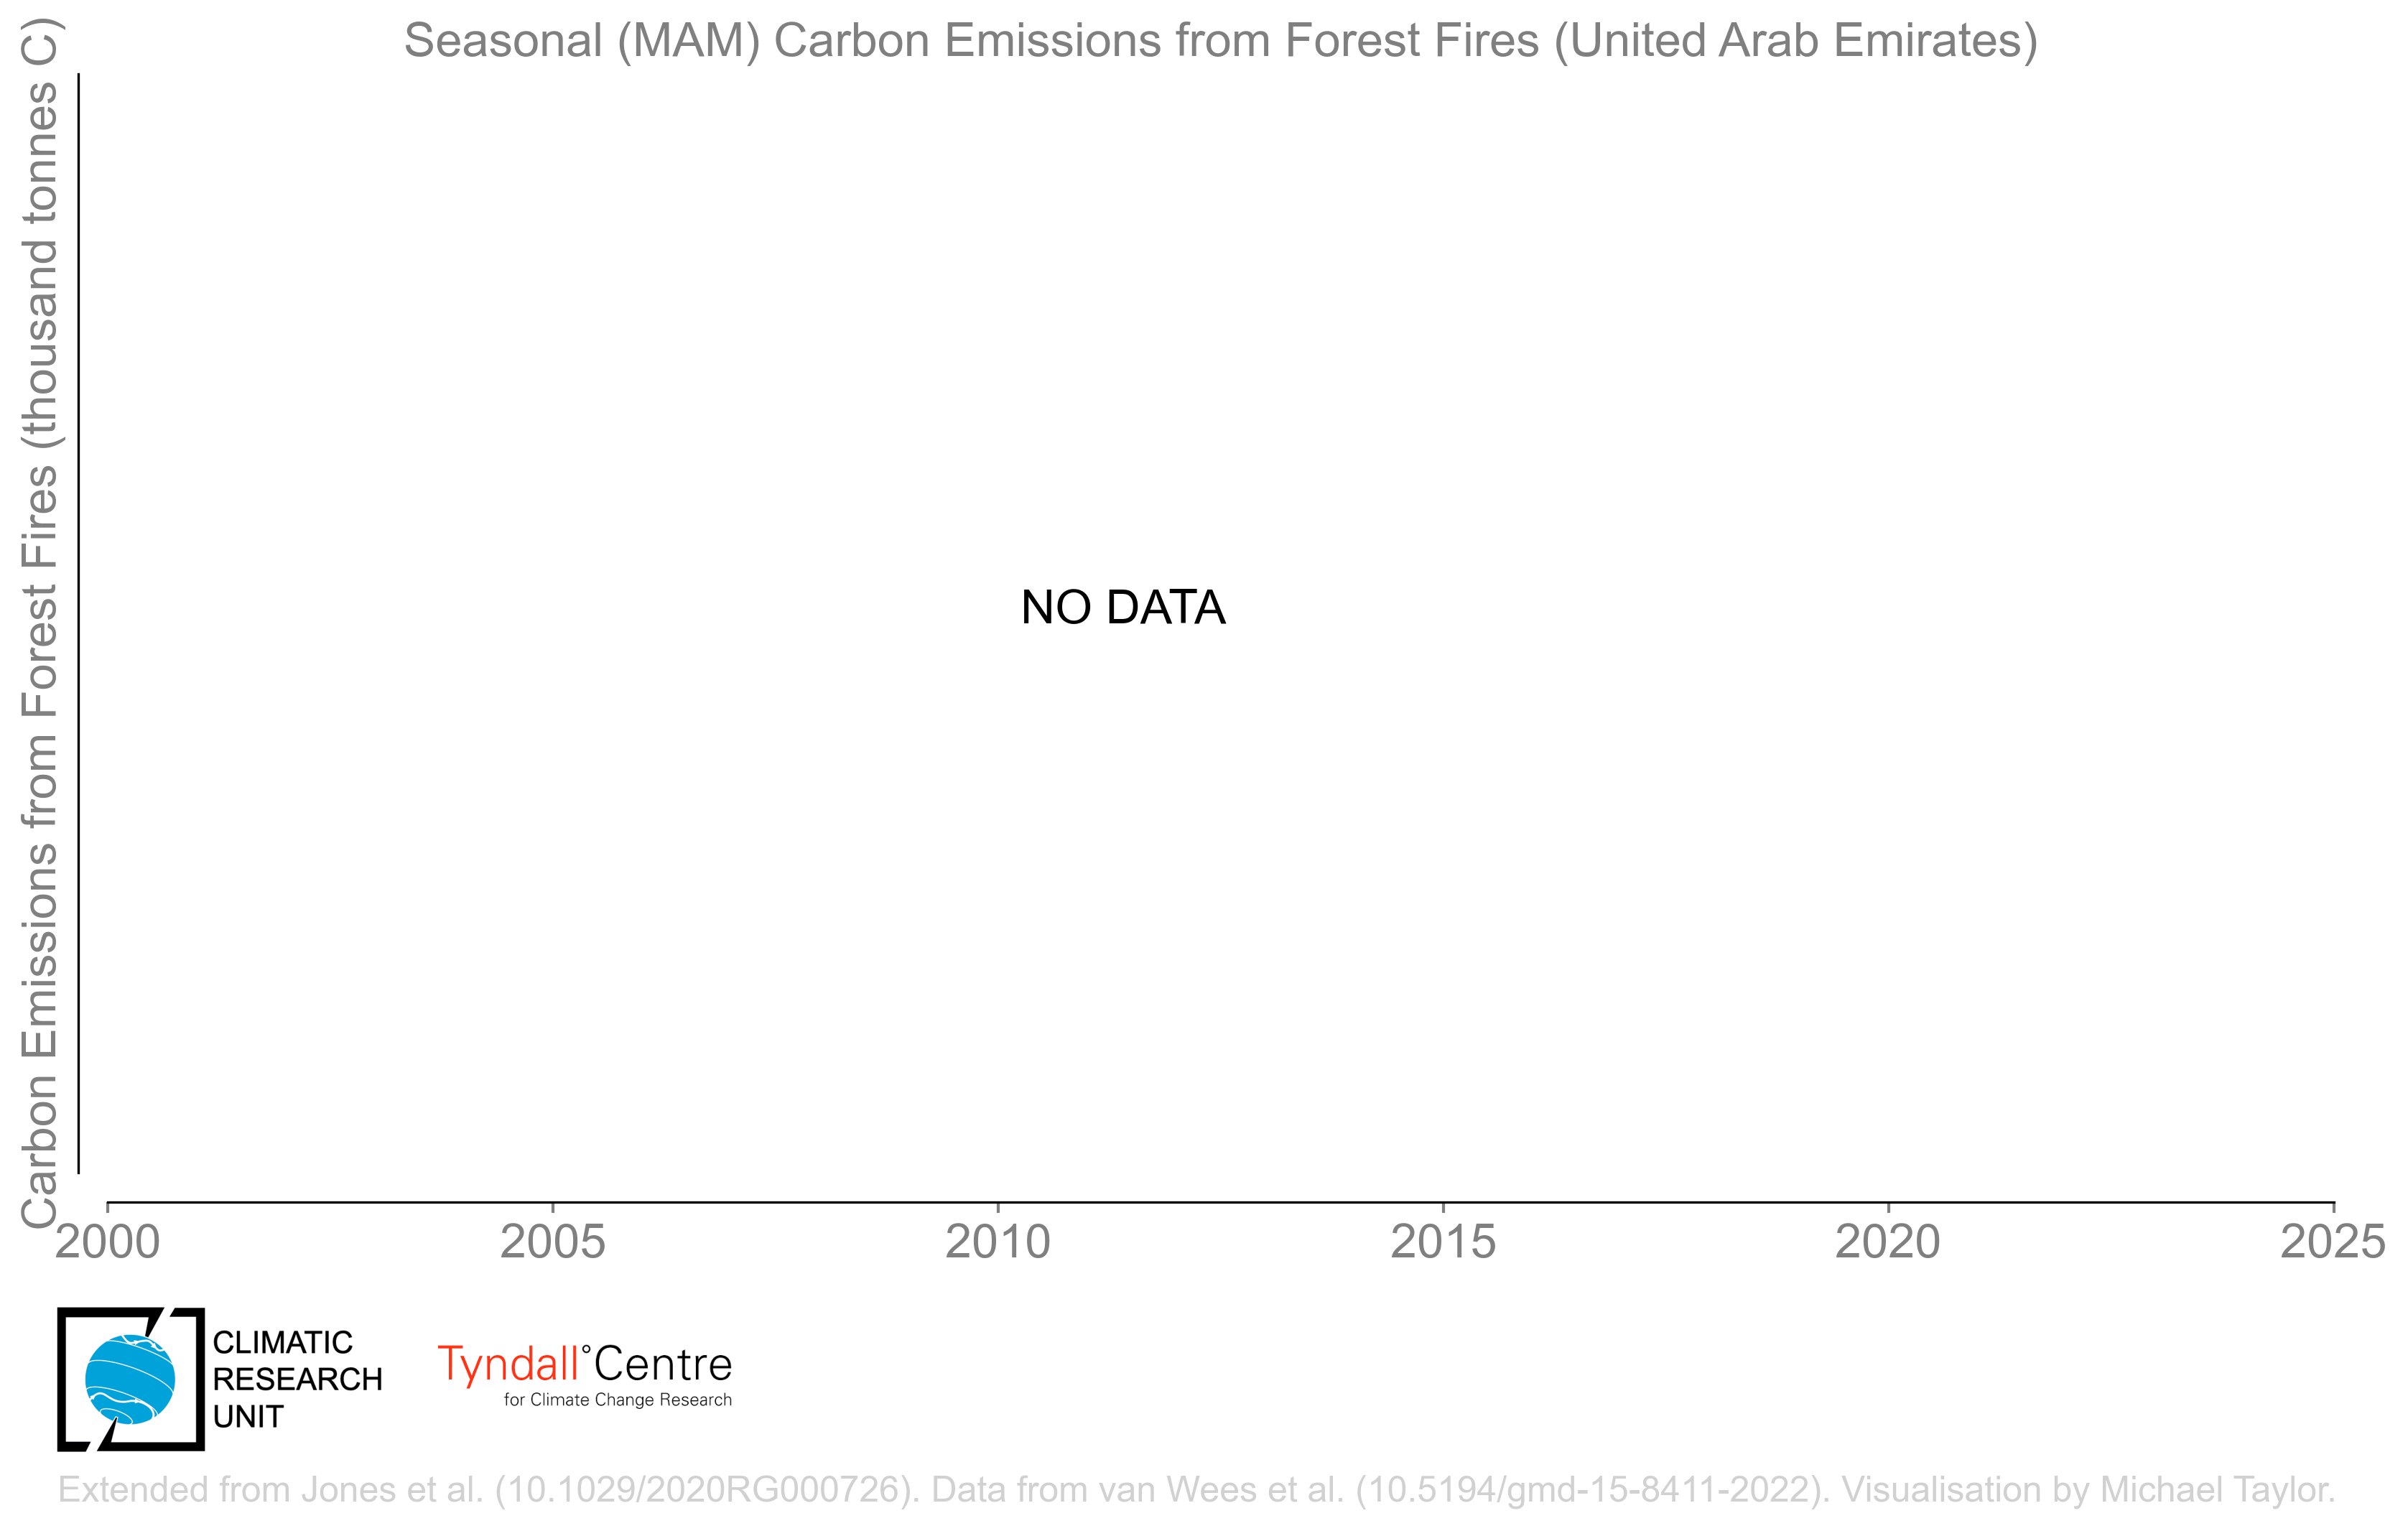 Seasonal (MAM) Carbon Emissions from Forest Fires (United Arab Emirates)
Carbon Emissions from Forest Fires (thousand tonnes C)
NO DATA
2000 2005 2010 2015 2020 2025
CLIMATIC
RESEARCH
UNIT
Tyndall°Centre
for Climate Change Research
Extended from Jones et al. (10.1029/2020RG000726). Data from van Wees et al. (10.5194/gmd-15-8411-2022). Visualisation by Michael Taylor.